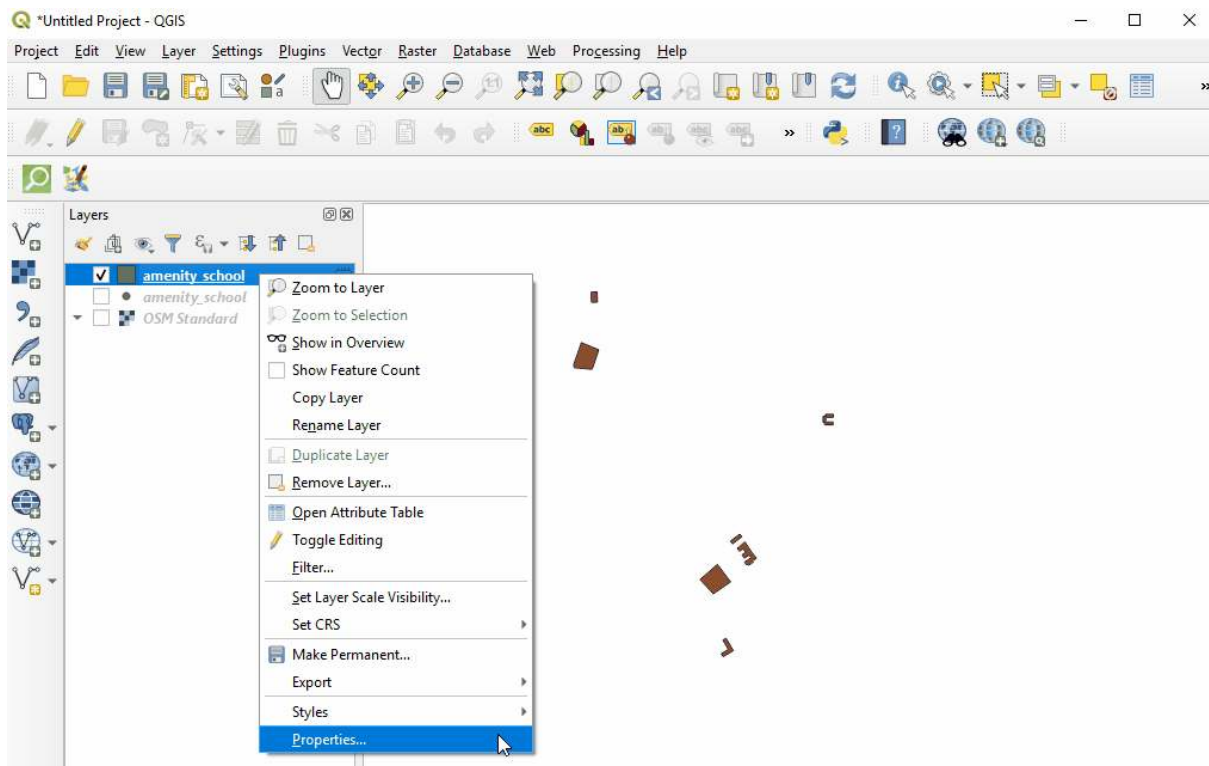 *Untitled Project - QGIS
Project Edit View Layer Settings Plugins Vector Raster Database Web Processing Help
Layers
amenity_school
amenity_school
OSM Standard
Zoom to Layer
Zoom to Selection
Show in Overview
Show Feature Count
Copy Layer
Rename Layer
Duplicate Layer
Remove Layer...
Open Attribute Table
Toggle Editing
Filter...
Set Layer Scale Visibility...
Set CRS
Make Permanent...
Export
Styles
Properties...